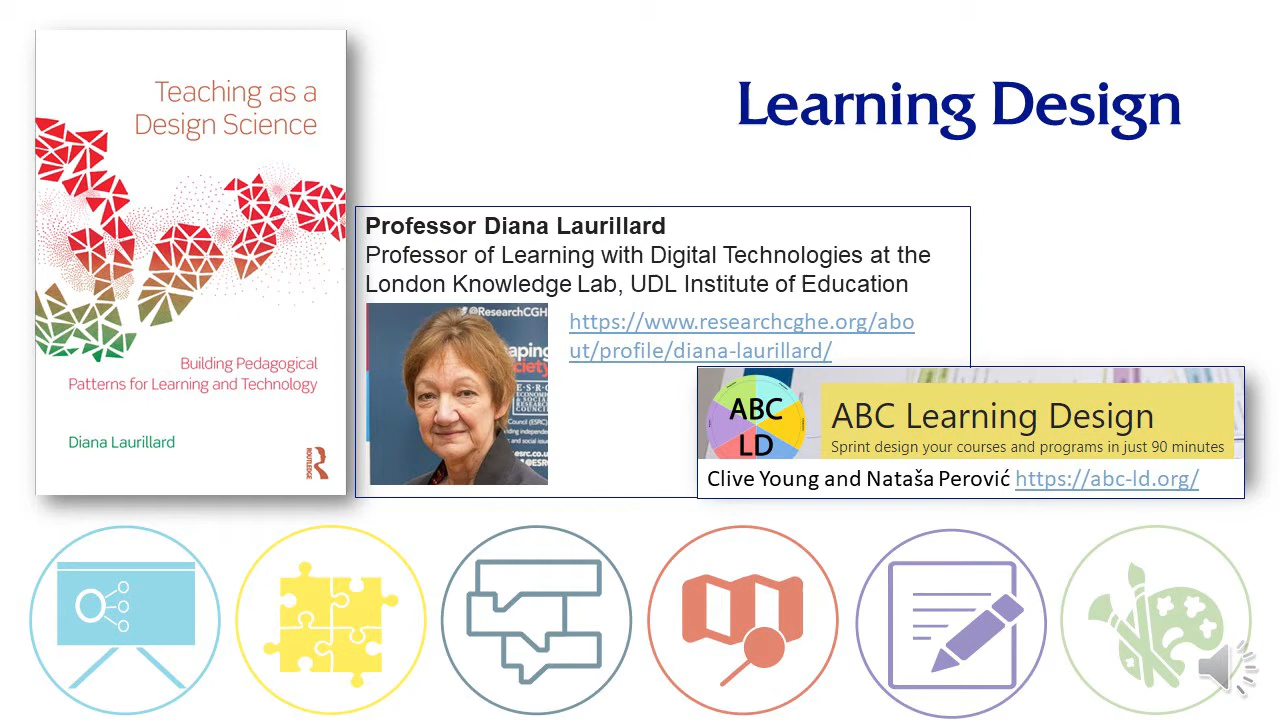 Teaching as a
Design Science
Building Pedagogical
Patterns for Learning and Technology
Diana Laurillard
ROUTLEDGE
Learning Design
Professor Diana Laurillard
Professor of Learning with Digital Technologies at the
London Knowledge Lab, UDL Institute of Education
@ResearchCGH
https://www.researchcghe.org/abo
ut/profile/diana-laurillard/
ABC
LD
ABC Learning Design
Sprint design your courses and programs in just 90 minutes
Clive Young and Nataša Perović https://abc-ld.org/